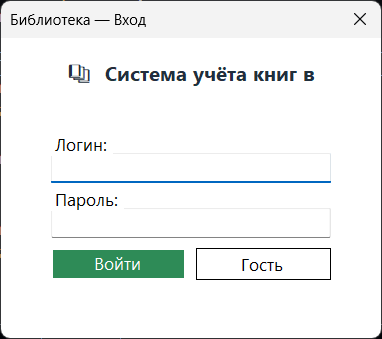 Библиотека — Вход
Система учёта книг в
Логин:
Пароль:
Войти
Гость